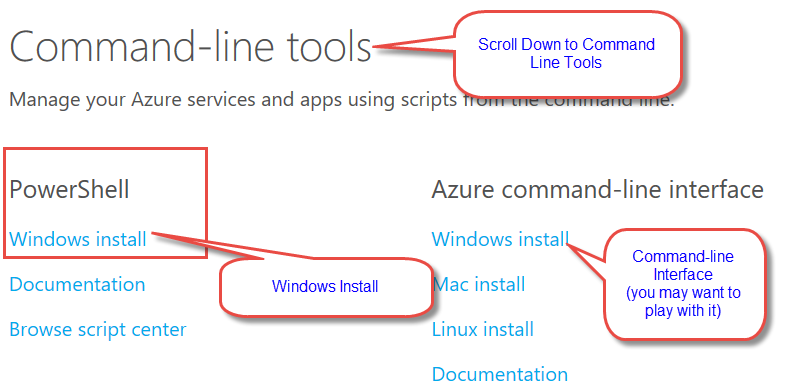 Command-line tools
Scroll Down to Command
Line Tools
Manage your Azure services and apps using scripts from the command line.
PowerShell
Windows install
Documentation
Browse script center
Windows Install
Azure command-line interface
Windows install
Mac install
Linux install
Documentation
Command-line
Interface
(you may want to
play with it)